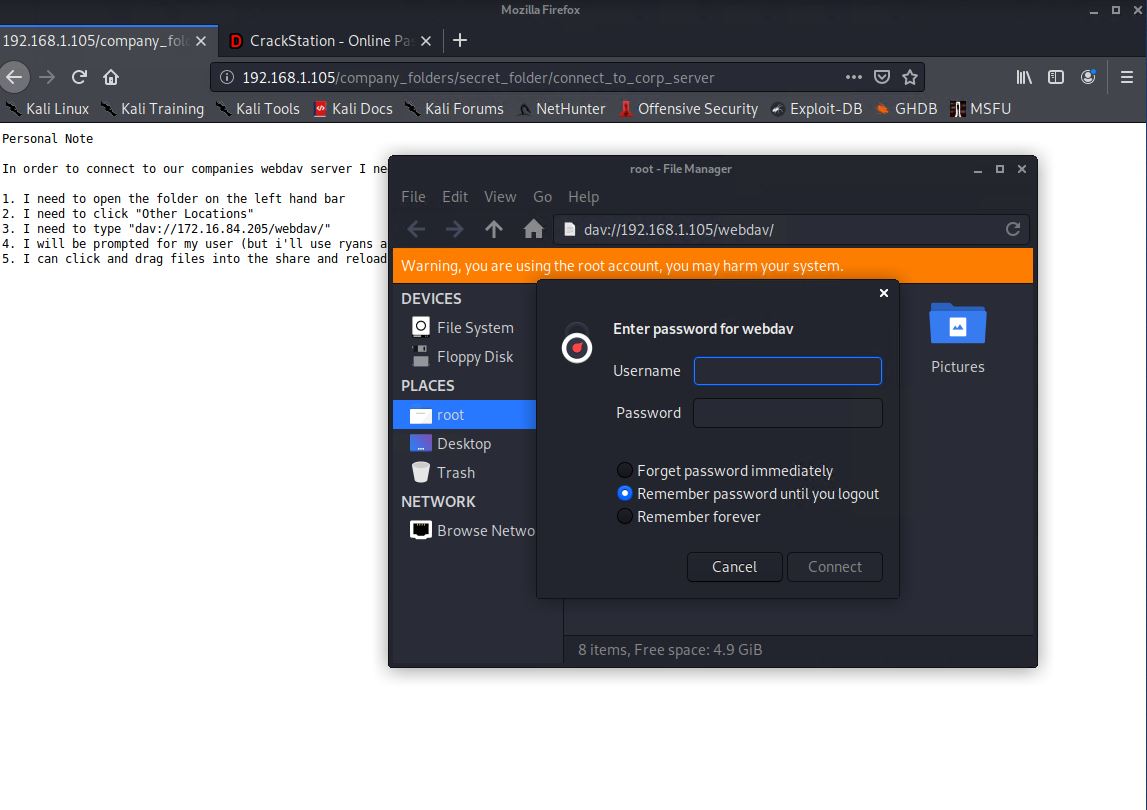 Mozilla Firefox
192.168.1.105/company_fol
CrackStation - Online Pas
192.168.1.105/company_folders/secret_folder/connect_to_corp_server
Kali Linux Kali Training Kali Tools Kali Docs Kali Forums NetHunter Offensive Security Exploit-DB GHDB MSFU
Personal Note
In order to connect to our companies webdav server I ne
1. I need to open the folder on the left hand bar
2. I need to click "Other Locations"
3. I need to type "dav://172.16.84.205/webdav/"
4. I will be prompted for my user (but i'll use ryans a
5. I can click and drag files into the share and reload
root - File Manager
File Edit View Go Help
dav://192.168.1.105/webdav/
Warning, you are using the root account, you may harm your system.
DEVICES
File System
Floppy Disk
PLACES
root
Desktop
Trash
NETWORK
Browse Netwo
Pictures
8 items, Free space: 4.9 GiB
Enter password for webdav
Username
Password
Forget password immediately
Remember password until you logout
Remember forever
Cancel Connect